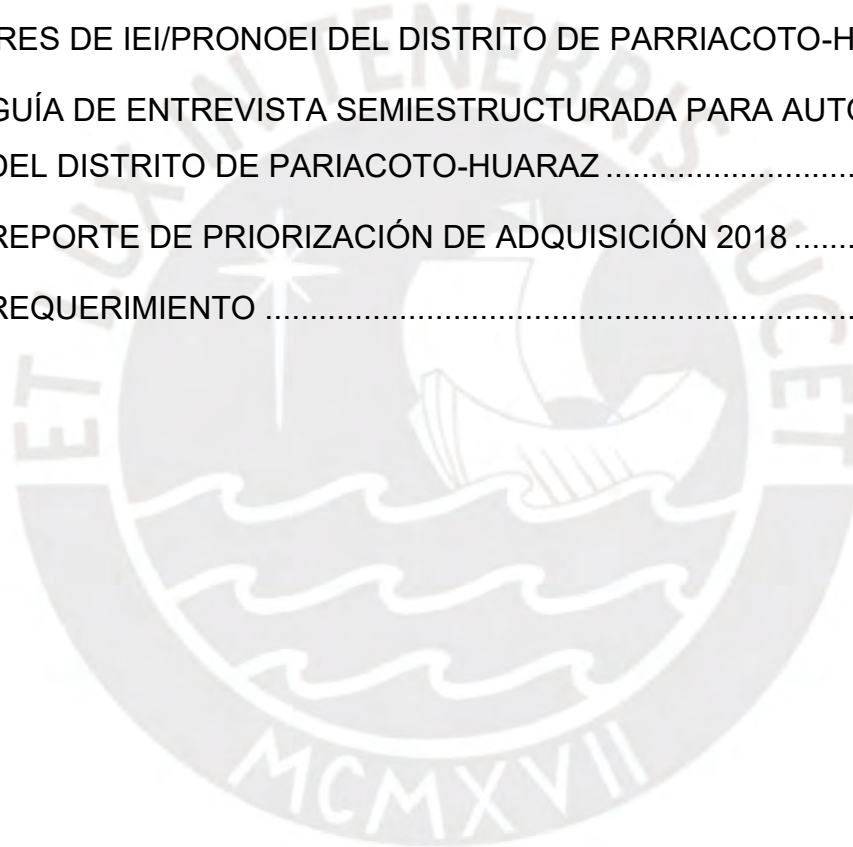 RES DE IEI/PRONOEI DEL DISTRITO DE PARRIACOTO-H
GUÍA DE ENTREVISTA SEMIESTRUCTURADA PARA AUTO
DEL DISTRITO DE PARIACOTO-HUARAZ ............................
REPORTE DE PRIORIZACIÓN DE ADQUISICIÓN 2018 .......
REQUERIMIENTO ...................................................................
ET LUX IN TENEBRIS LUCET
MCMXVII